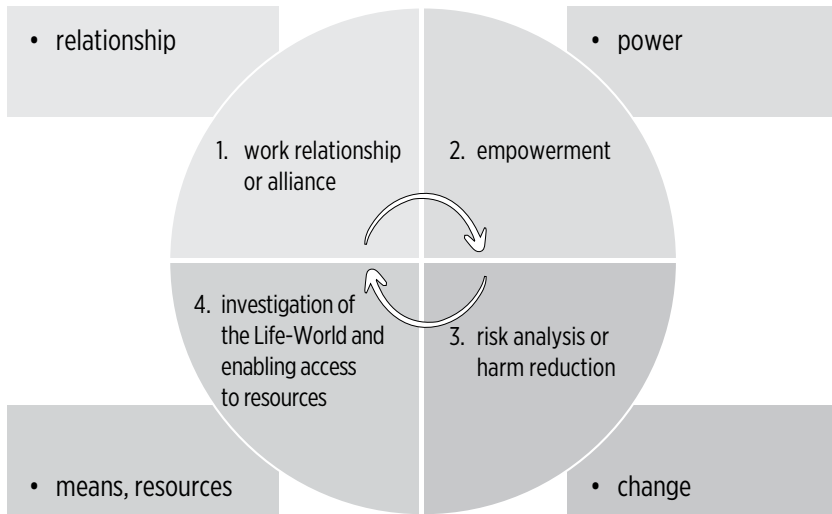 • relationship
• power
1. work relationship
or alliance
2. empowerment
4. investigation of
the Life-World and
enabling access
to resources
3. risk analysis or
harm reduction
• means, resources
• change